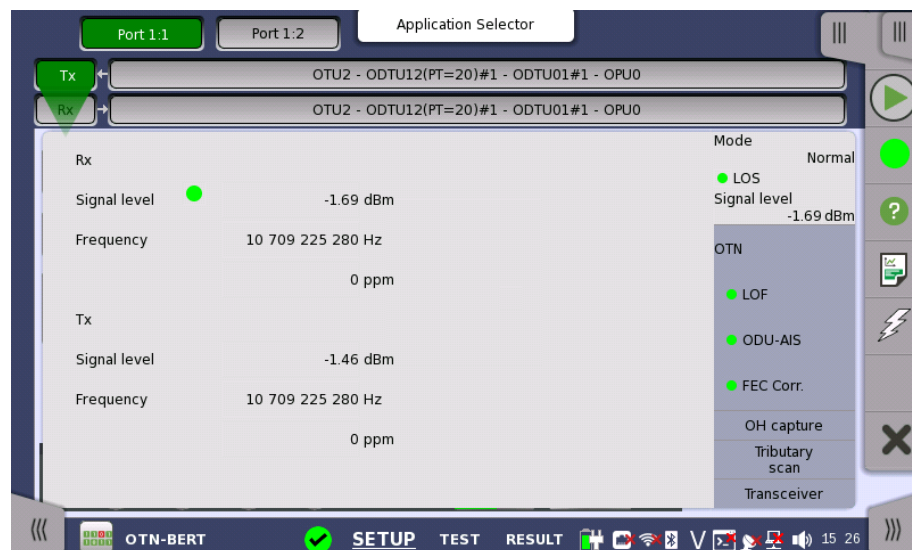 Application Selector
Port 1:1
Port 1:2
Tx
OTU2 - ODTU12(PT=20)#1 - ODTU01#1 - OPU0
Rx
OTU2 - ODTU12(PT=20)#1 - ODTU01#1 - OPU0
Rx
Signal level
-1.69 dBm
Frequency
10 709 225 280 Hz
0 ppm
Tx
Signal level
-1.46 dBm
Frequency
10 709 225 280 Hz
0 ppm
Mode
Normal
LOS
Signal level
-1.69 dBm
OTN
LOF
ODU-AIS
FEC Corr.
OH capture
Tributary
scan
Transceiver
OTN-BERT
SETUP
TEST
RESULT
15 26